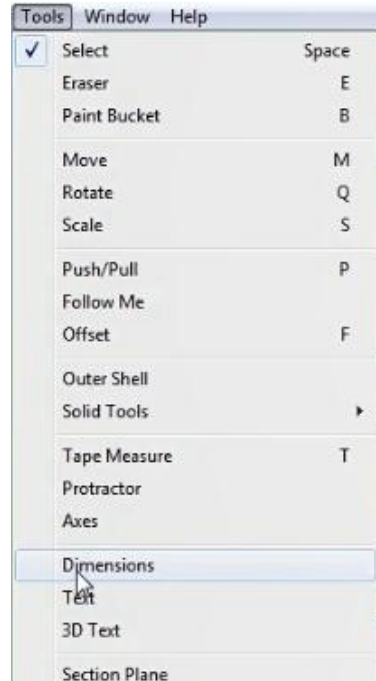 Tools Window Help
✓ Select Space
Eraser E
Paint Bucket B
Move M
Rotate Q
Scale S
Push/Pull P
Follow Me
Offset F
Outer Shell
Solid Tools
Tape Measure T
Protractor
Axes
Dimensions
Text
3D Text
Section Plane